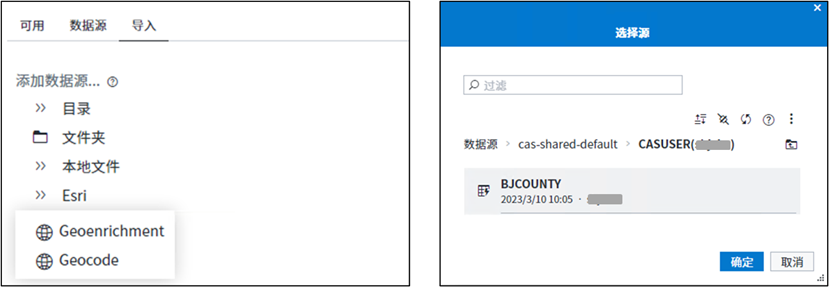 可用 数据源 导入
添加数据源...
目录
文件夹
本地文件
Esri
Geoenrichment
Geocode
选择源
过滤
数据源 > cas-shared-default > CASUSER( )
BJCOUNTY
2023/3/10 10:05 ·
确定 取消